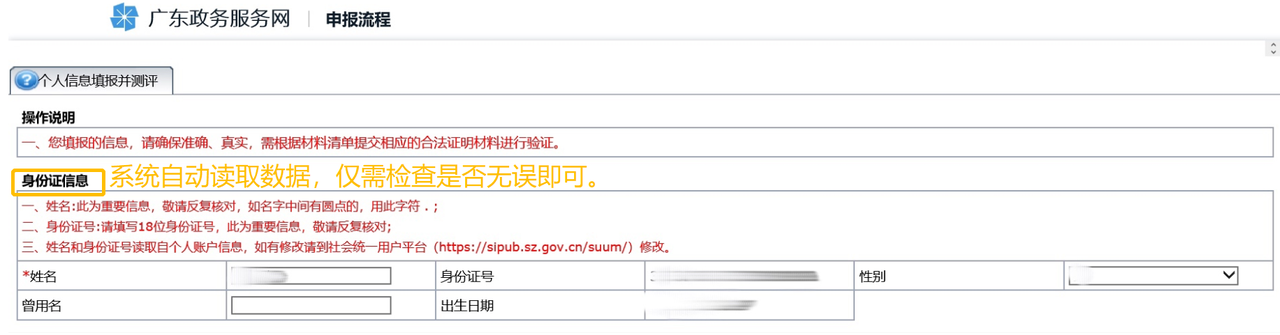 广东政务服务网 | 申报流程
个人信息填报并测评
操作说明
一、您填报的信息，请确保准确、真实，需根据材料清单提交相应的合法证明材料进行验证。
身份证信息 系统自动读取数据，仅需检查是否无误即可。
一、姓名:此为重要信息，敬请反复核对，如名字中间有圆点的，用此字符 . ;
二、身份证号:请填写18位身份证号，此为重要信息，敬请反复核对;
三、姓名和身份证号读取自个人账户信息，如有修改请到社会统一用户平台（https://sipub.sz.gov.cn/suum/）修改。
*姓名 身份证号 性别
曾用名 出生日期